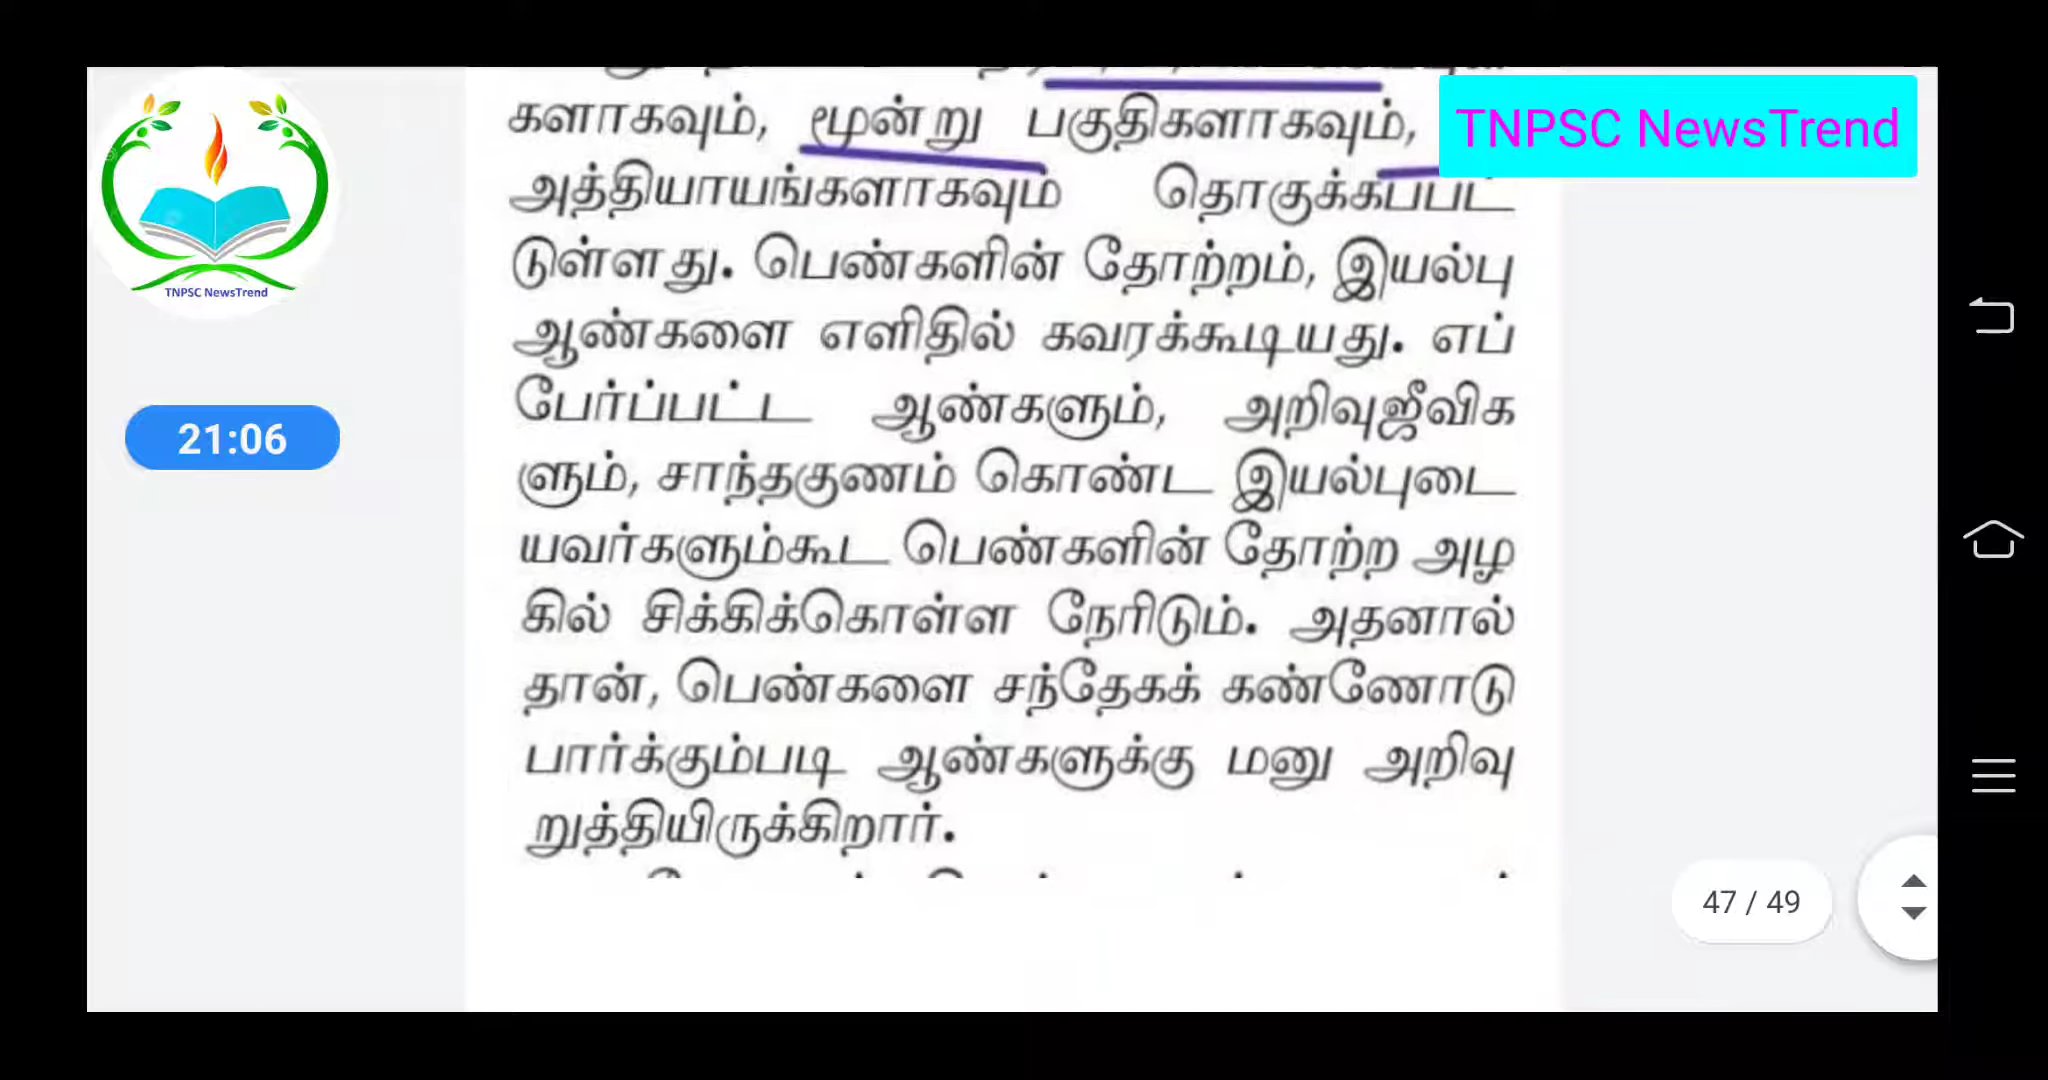 TNPSC NewsTrend
களாகவும், மூன்று பகுதிகளாகவும்,
அத்தியாயங்களாகவும் தொகுக்கப்பட்
டுள்ளது. பெண்களின் தோற்றம், இயல்பு
ஆண்களை எளிதில் கவரக்கூடியது. எப்
பேர்ப்பட்ட ஆண்களும், அறிவுஜீவிக
ளும், சாந்தகுணம் கொண்ட இயல்புடை
யவர்களும்கூட பெண்களின் தோற்ற அழ
கில் சிக்கிக்கொள்ள நேரிடும். அதனால்
தான், பெண்களை சந்தேகக் கண்ணோடு
பார்க்கும்படி ஆண்களுக்கு மனு அறிவு
றுத்தியிருக்கிறார்.
TNPSC NewsTrend
21:06
47 / 49